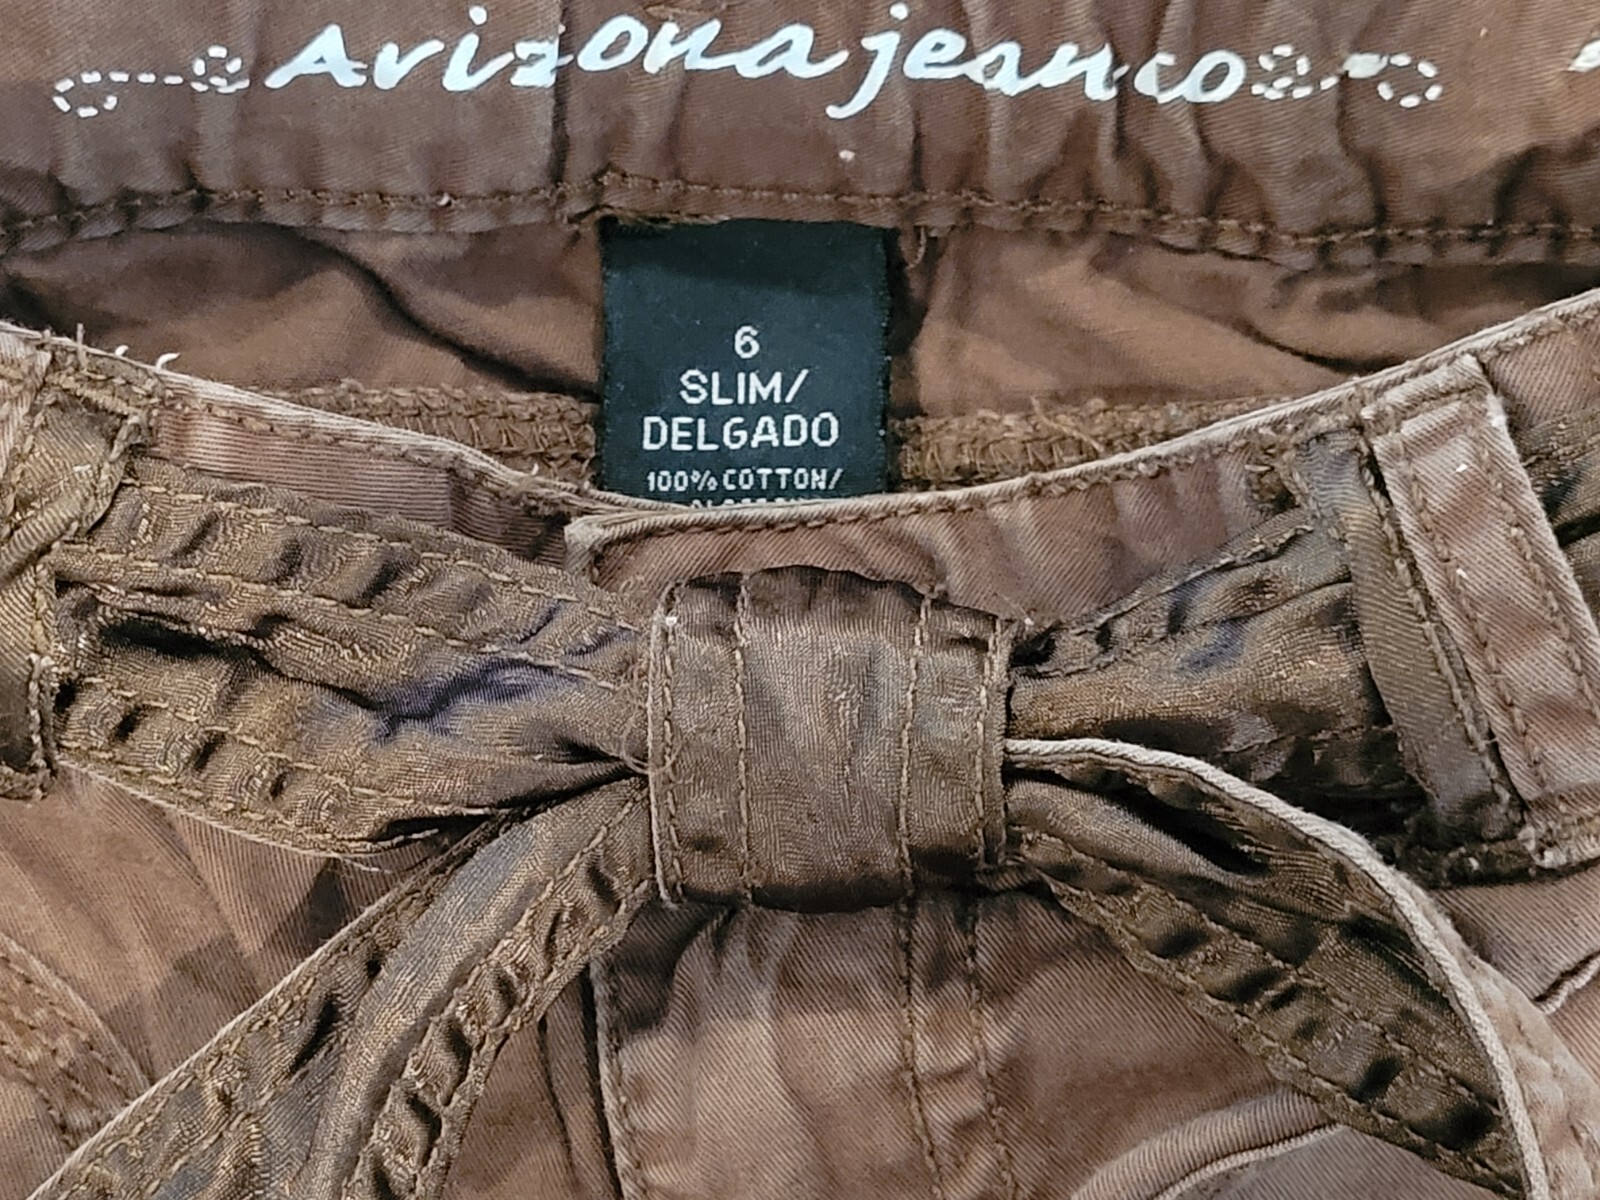 Arizona jean co
6
SLIM/
DELGADO
100% COTTON/